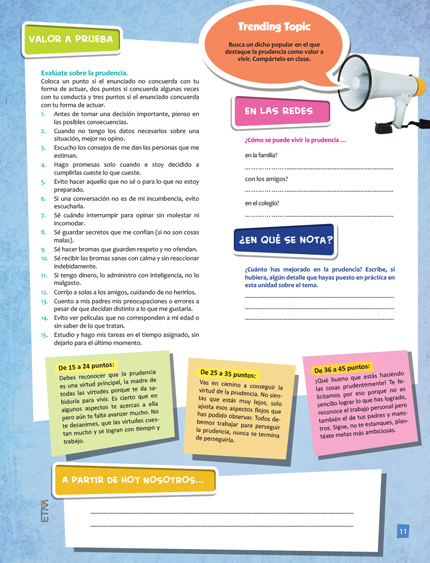 VALOR A PRUEBA
Evalúate sobre la prudencia.
Coloca un punto si el enunciado no concuerda con tu
forma de actuar, dos puntos si concuerda algunas veces
con tu conducta y tres puntos si el enunciado concuerda
con tu forma de actuar.
1. Antes de tomar una decisión importante, pienso en
las posibles consecuencias.
2. Cuando no tengo los datos necesarios sobre una
situación, mejor no opino.
3. Escucho los consejos de me dan las personas que me
estiman.
4. Hago promesas solo cuando e stoy decidido a
cumplirlas cueste lo que cueste.
5. Evito hacer aquello que no sé o para lo que no estoy
preparado.
6. Si una conversación no es de mi incumbencia, evito
escucharla.
7. Sé cuándo interrumpir para opinar sin molestar ni
incomodar.
8. Sé guardar secretos que me confían (si no son cosas
malas).
9. Sé hacer bromas que guarden respeto y no ofendan.
10. Sé recibir las bromas sanas con calma y sin reaccionar
indebidamente.
11. Si tengo dinero, lo administro con inteligencia, no lo
malgasto.
12. Corrijo a solas a los amigos, cuidando de no herirlos.
13. Cuento a mis padres mis preocupaciones o errores a
pesar de que decidan distinto a lo que me gustaría.
14. Evito ver películas que no corresponden a mi edad o
sin saber de lo que tratan.
15. Estudio y hago mis tareas en el tiempo asignado, sin
dejarlo para el último momento.
Trending Topic
Busca un dicho popular en el que
destaque la prudencia como valor a
vivir. Compártelo en clase.
EN LAS REDES
¿Cómo se puede vivir la prudencia ...
en la familia?
con los amigos?
en el colegio?
¿EN QUÉ SE NOTA?
¿Cuánto has mejorado en la prudencia? Escribe, si
hubiera, algún detalle que hayas puesto en práctica en
esta unidad sobre el tema.
De 15 a 24 puntos:
Debes reconocer que la prudencia
es una virtud principal, la madre de
todas las virtudes porque te da sa-
biduría para vivir. Es cierto que en
algunos aspectos te acercas a ella
pero aún te falta avanzar mucho. No
te desanimes, que las virtudes cues-
tan mucho y se logran con tiempo y
trabajo.
De 25 a 35 puntos:
Vas en camino a conseguir la
virtud de la prudencia. No sien-
tas que estás muy lejos, solo
ajusta esos aspectos flojos que
has podido observar. Todos de-
bemos trabajar para perseguir
la prudencia, nunca se termina
de perseguirla.
De 36 a 45 puntos:
¡Qué bueno que estás haciendo
las cosas prudentemente! Te fe-
licitamos por eso porque no es
sencillo lograr lo que has logrado,
reconoce el trabajo personal pero
también el de tus padres y maes-
tros. Sigue, no te estanques, plan-
téate metas más ambiciosas.
A PARTIR DE HOY NOSOTROS...
11